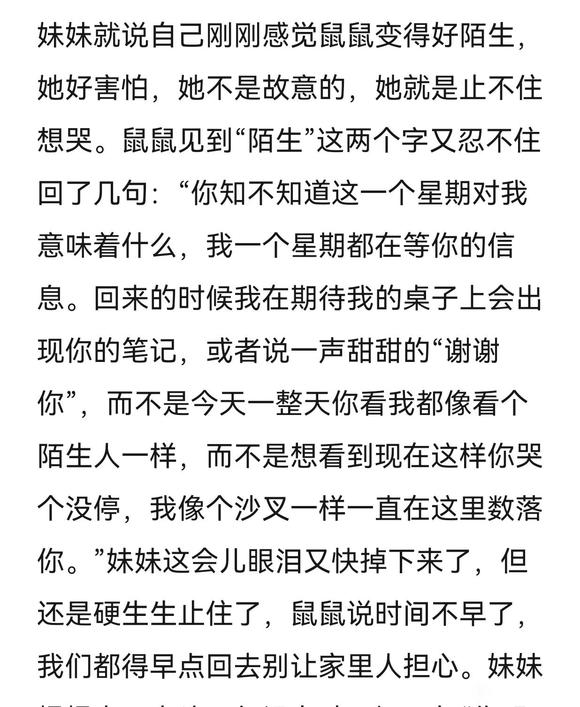 妹妹就说自己刚刚感觉鼠鼠变得好陌生，
她好害怕，她不是故意的，她就是止不住
想哭。鼠鼠见到“陌生”这两个字又忍不住
回了几句：“你知不知道这一个星期对我
意味着什么，我一个星期都在等你的信
息。回来的时候我在期待我的桌子上会出
现你的笔记，或者说一声甜甜的“谢谢
你”，而不是今天一整天你看我都像看个
陌生人一样，而不是想看到现在这样你哭
个没停，我像个沙叉一样一直在这里数落
你。”妹妹这会儿眼泪又快掉下来了，但
还是硬生生止住了，鼠鼠说时间不早了，
我们都得早点回去别让家里人担心。妹妹